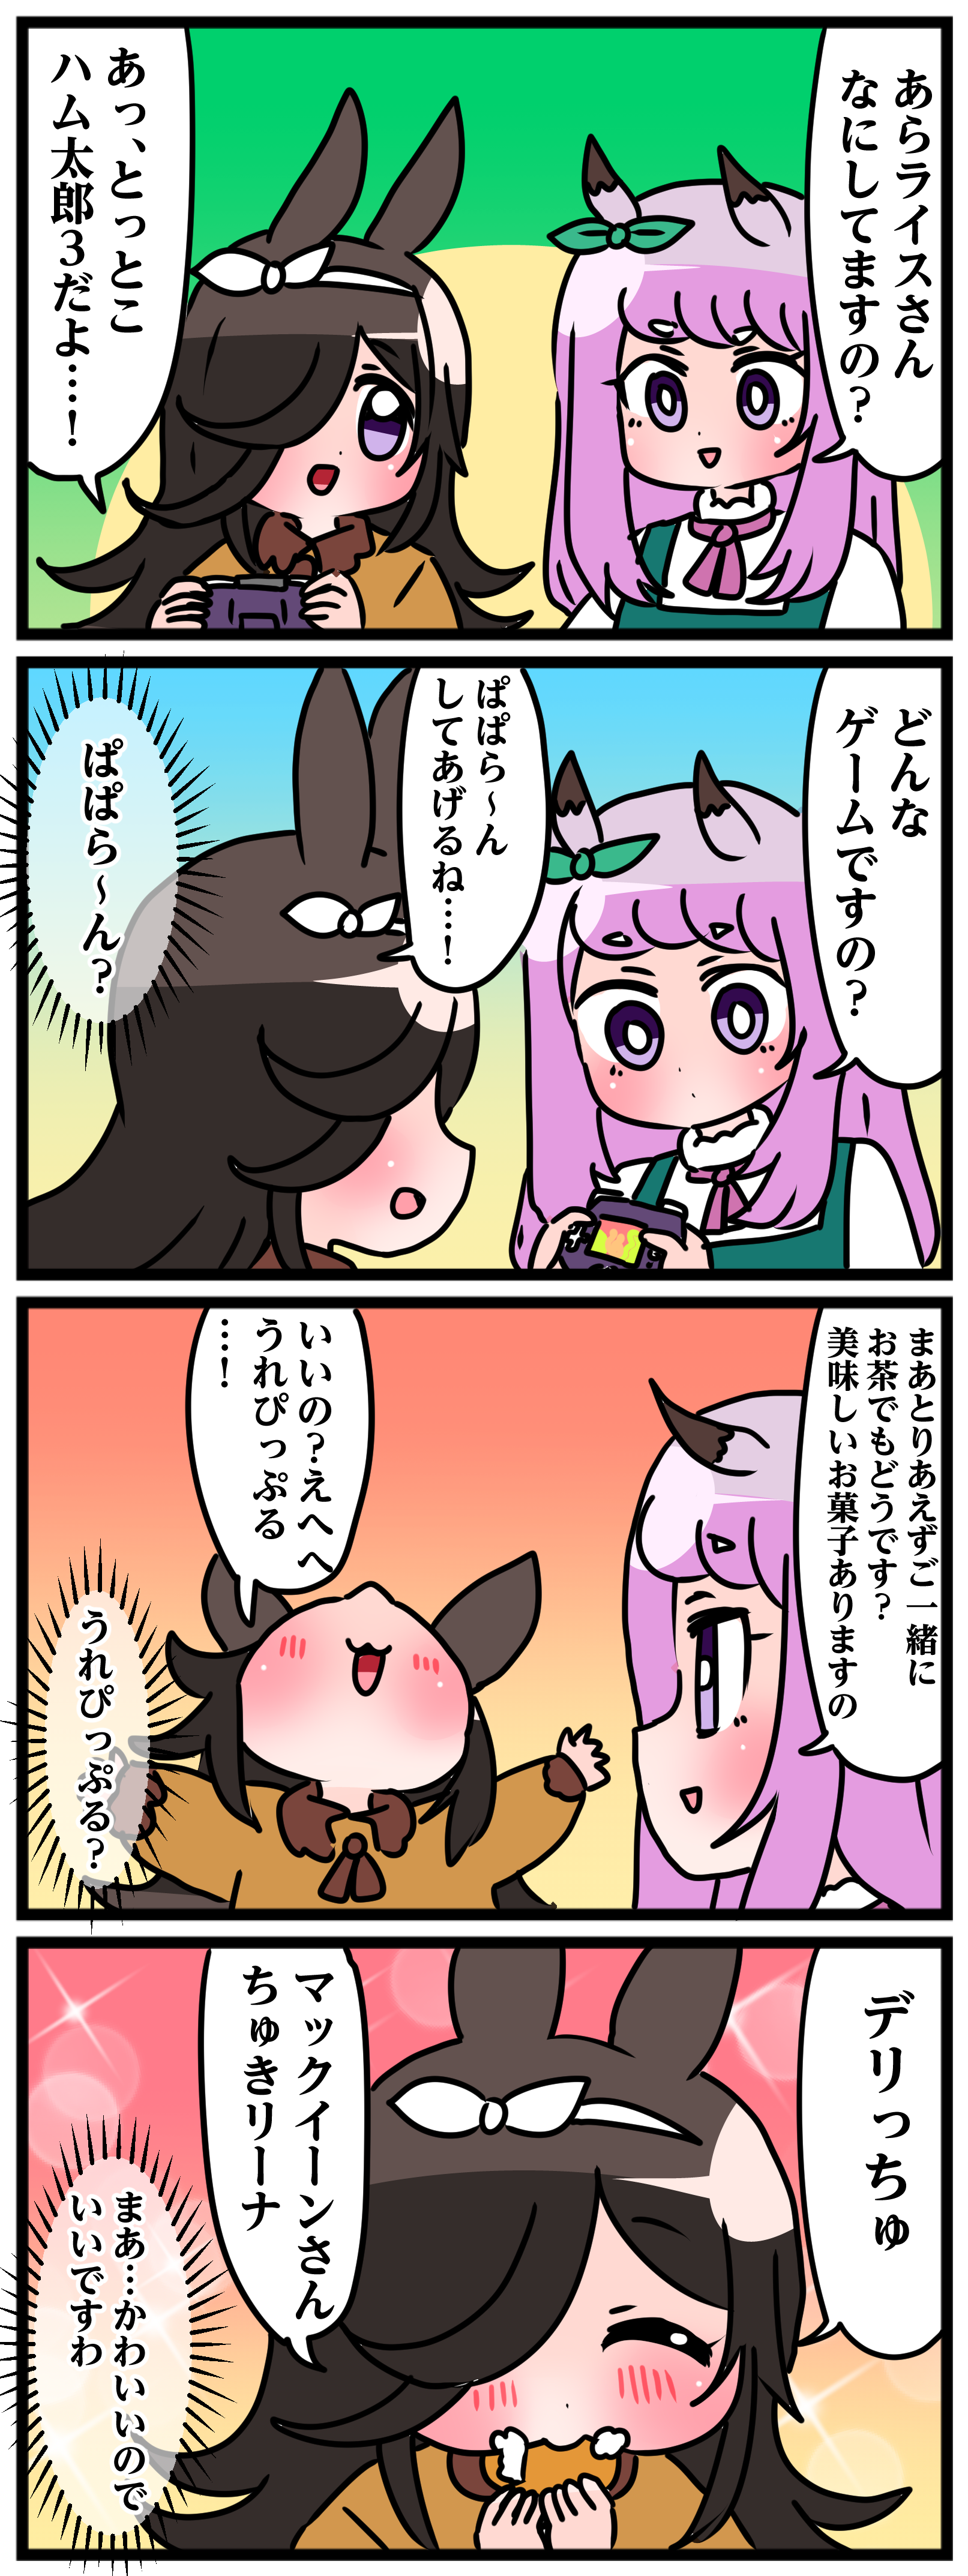 あらライスさん
なにしてますの？
あっ、とっとこ
ハム太郎３だよ……！
どんな
ゲームですの？
ぱぱら～ん
してあげるね……！
ぱぱら～ん？
まあとりあえずご一緒に
お茶でもどうです？
美味しいお菓子ありますの
いいの？えへへ
うれぴっぷる
……！
うれぴっぷる？
デリっちゅ
マックイーンさん
ちゅきリーナ
まあ…かわいいので
いいですわ